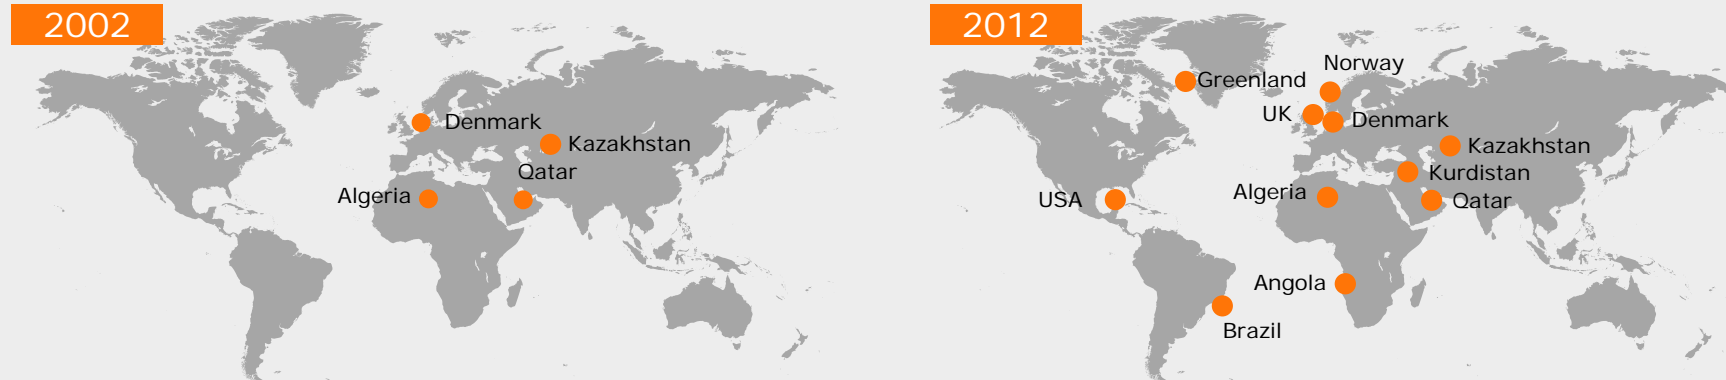 2002
Denmark
Kazakhstan
Qatar
Algeria
2012
Norway
Greenland
UK
Denmark
Kazakhstan
Kurdistan
Algeria
USA
Qatar
Angola
Brazil